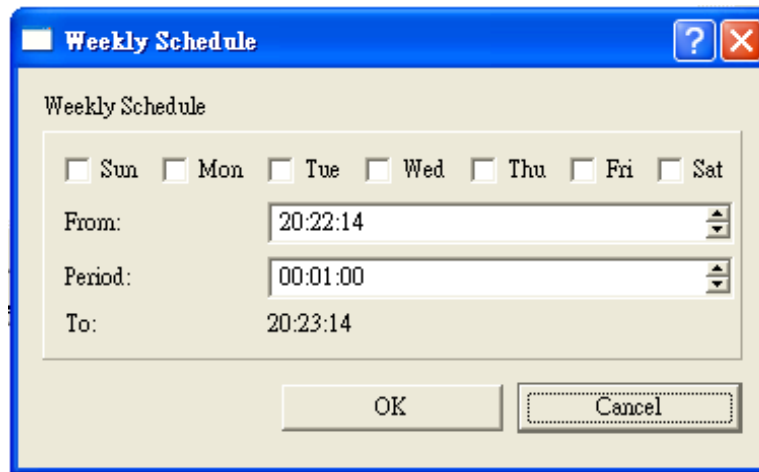 Weekly Schedule
Weekly Schedule
Sun Mon Tue Wed Thu Fri Sat
From: 20:22:14
Period: 00:01:00
To: 20:23:14
OK Cancel